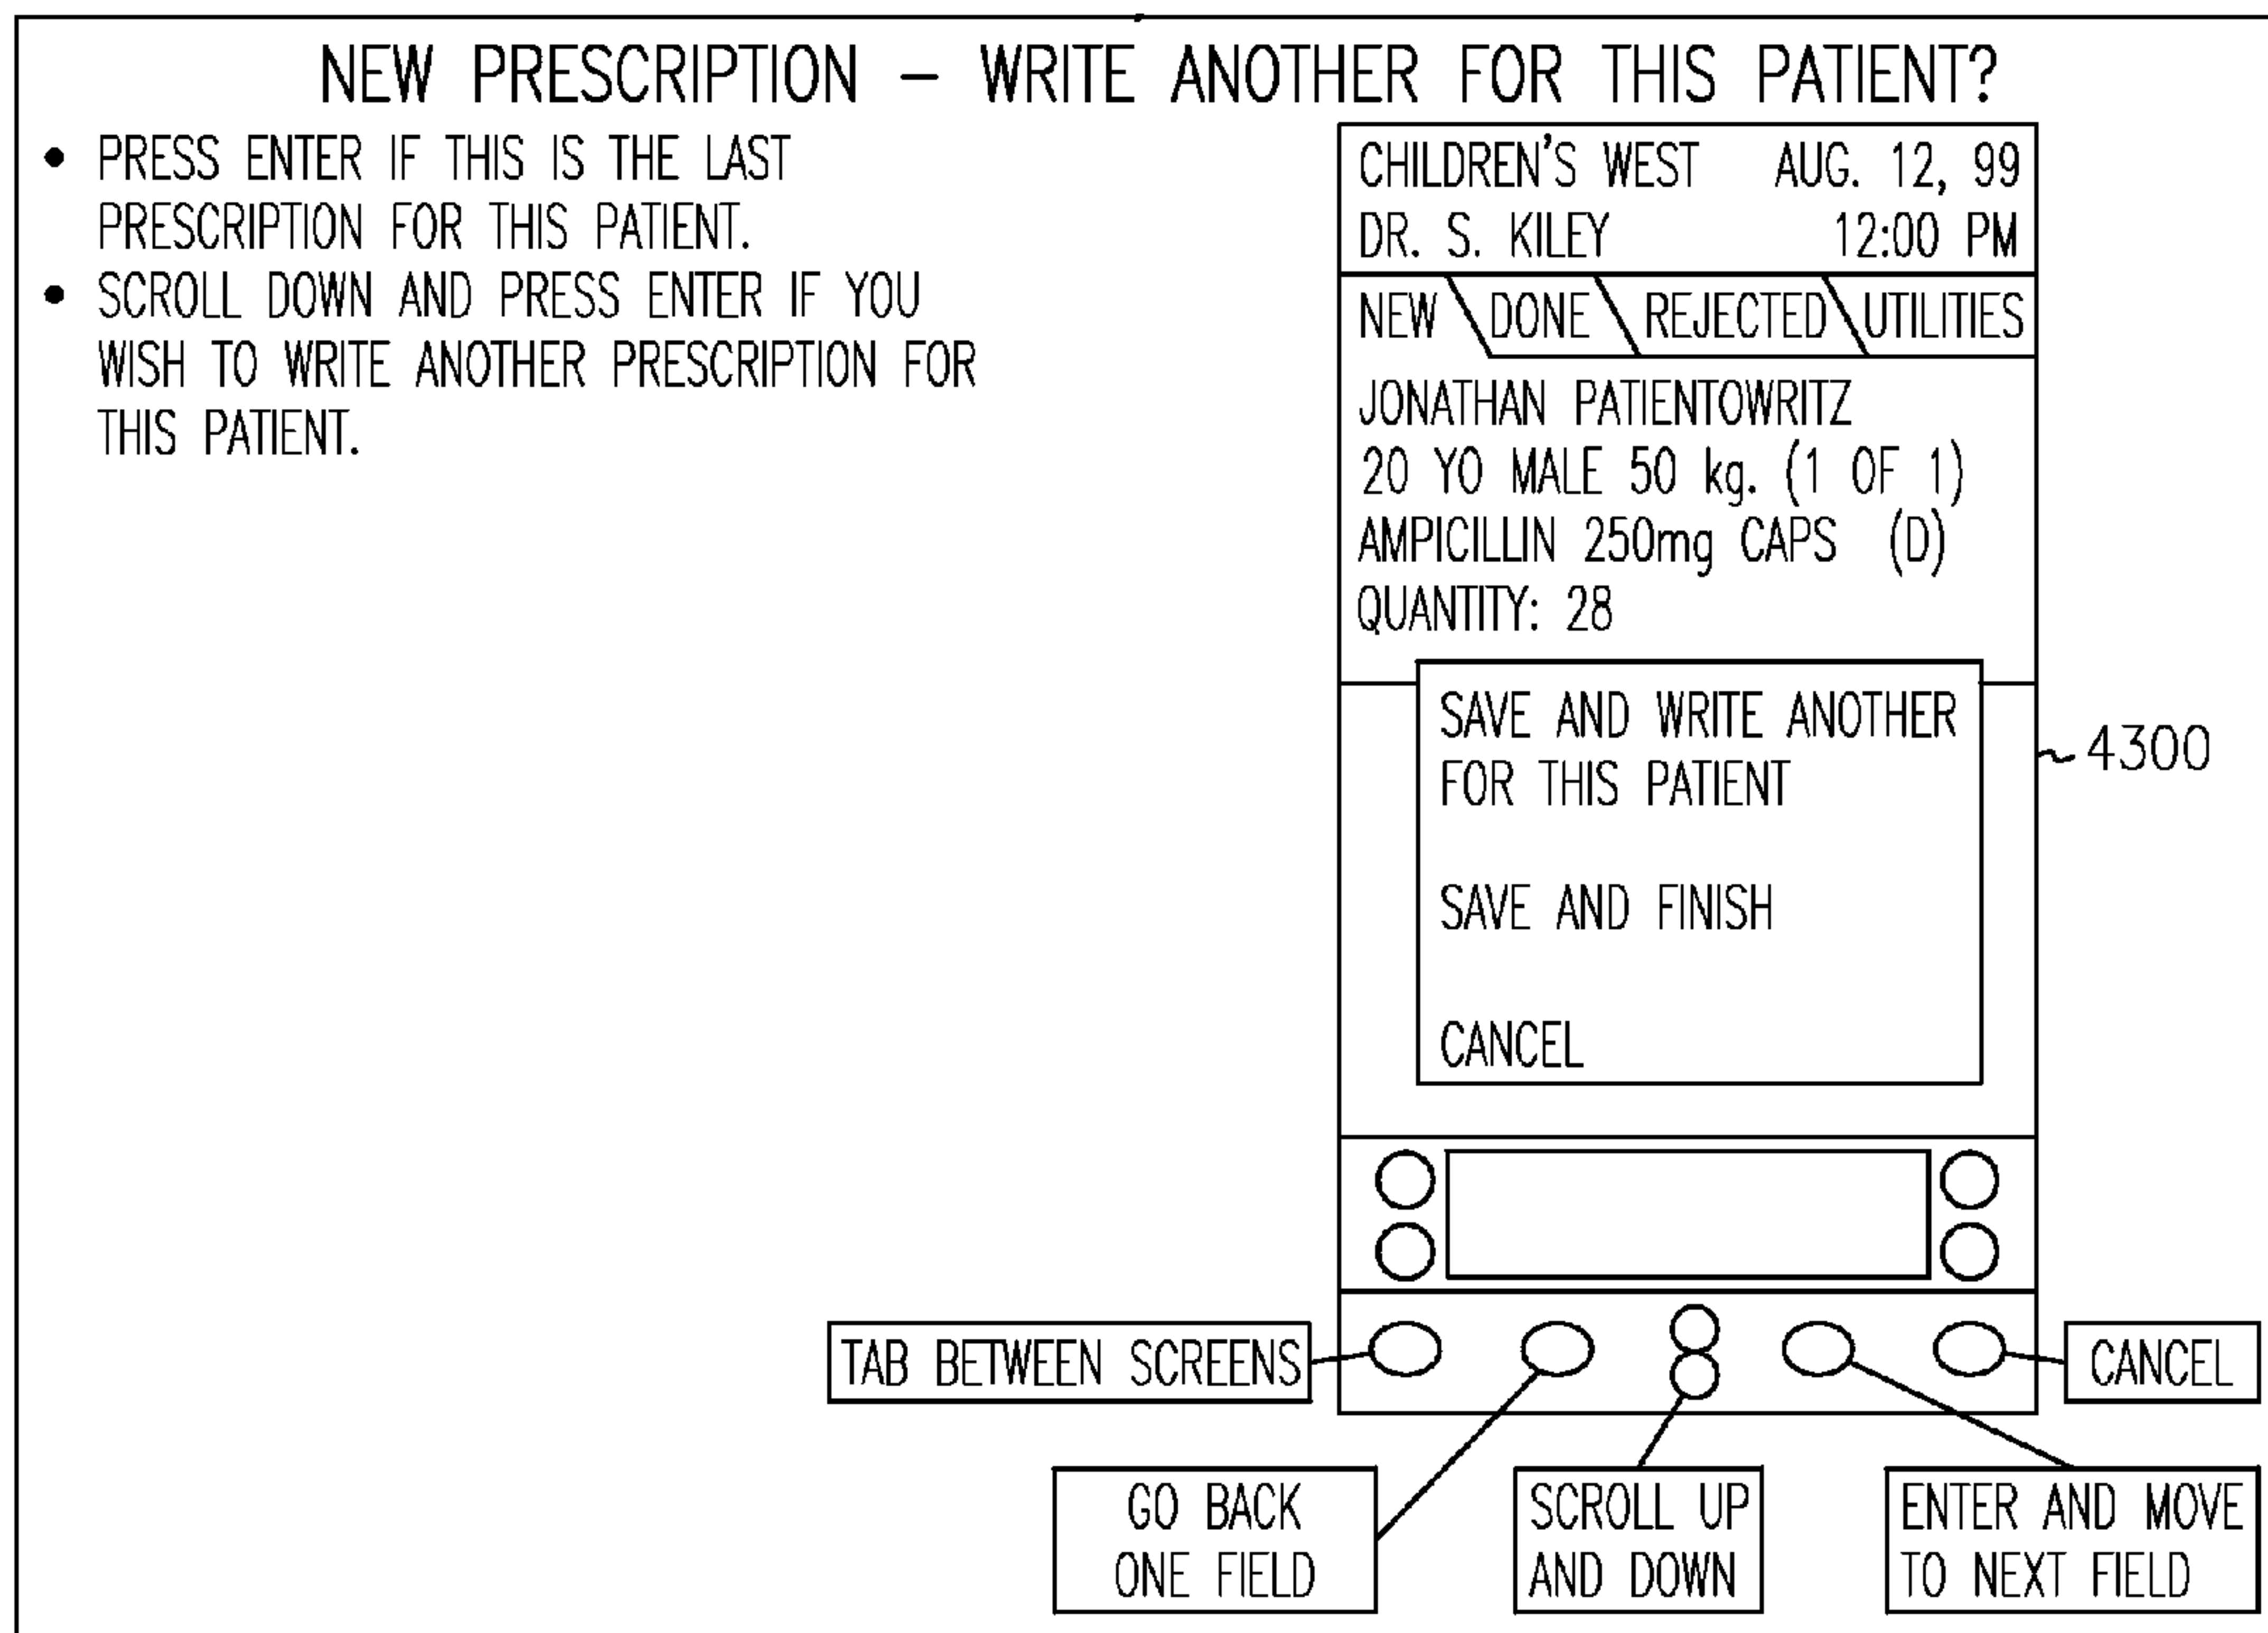 NEW PRESCRIPTION – WRITE ANOTHER FOR THIS PATIENT?
• PRESS ENTER IF THIS IS THE LAST
PRESCRIPTION FOR THIS PATIENT.
• SCROLL DOWN AND PRESS ENTER IF YOU
WISH TO WRITE ANOTHER PRESCRIPTION FOR
THIS PATIENT.
CHILDREN'S WEST AUG. 12, 99
DR. S. KILEY 12:00 PM
NEW DONE REJECTED UTILITIES
JONATHAN PATIENTOWRITZ
20 YO MALE 50 kg. (1 OF 1)
AMPICILLIN 250mg CAPS (D)
QUANTITY: 28
SAVE AND WRITE ANOTHER
FOR THIS PATIENT
SAVE AND FINISH
CANCEL
4300
TAB BETWEEN SCREENS
CANCEL
GO BACK
ONE FIELD
SCROLL UP
AND DOWN
ENTER AND MOVE
TO NEXT FIELD